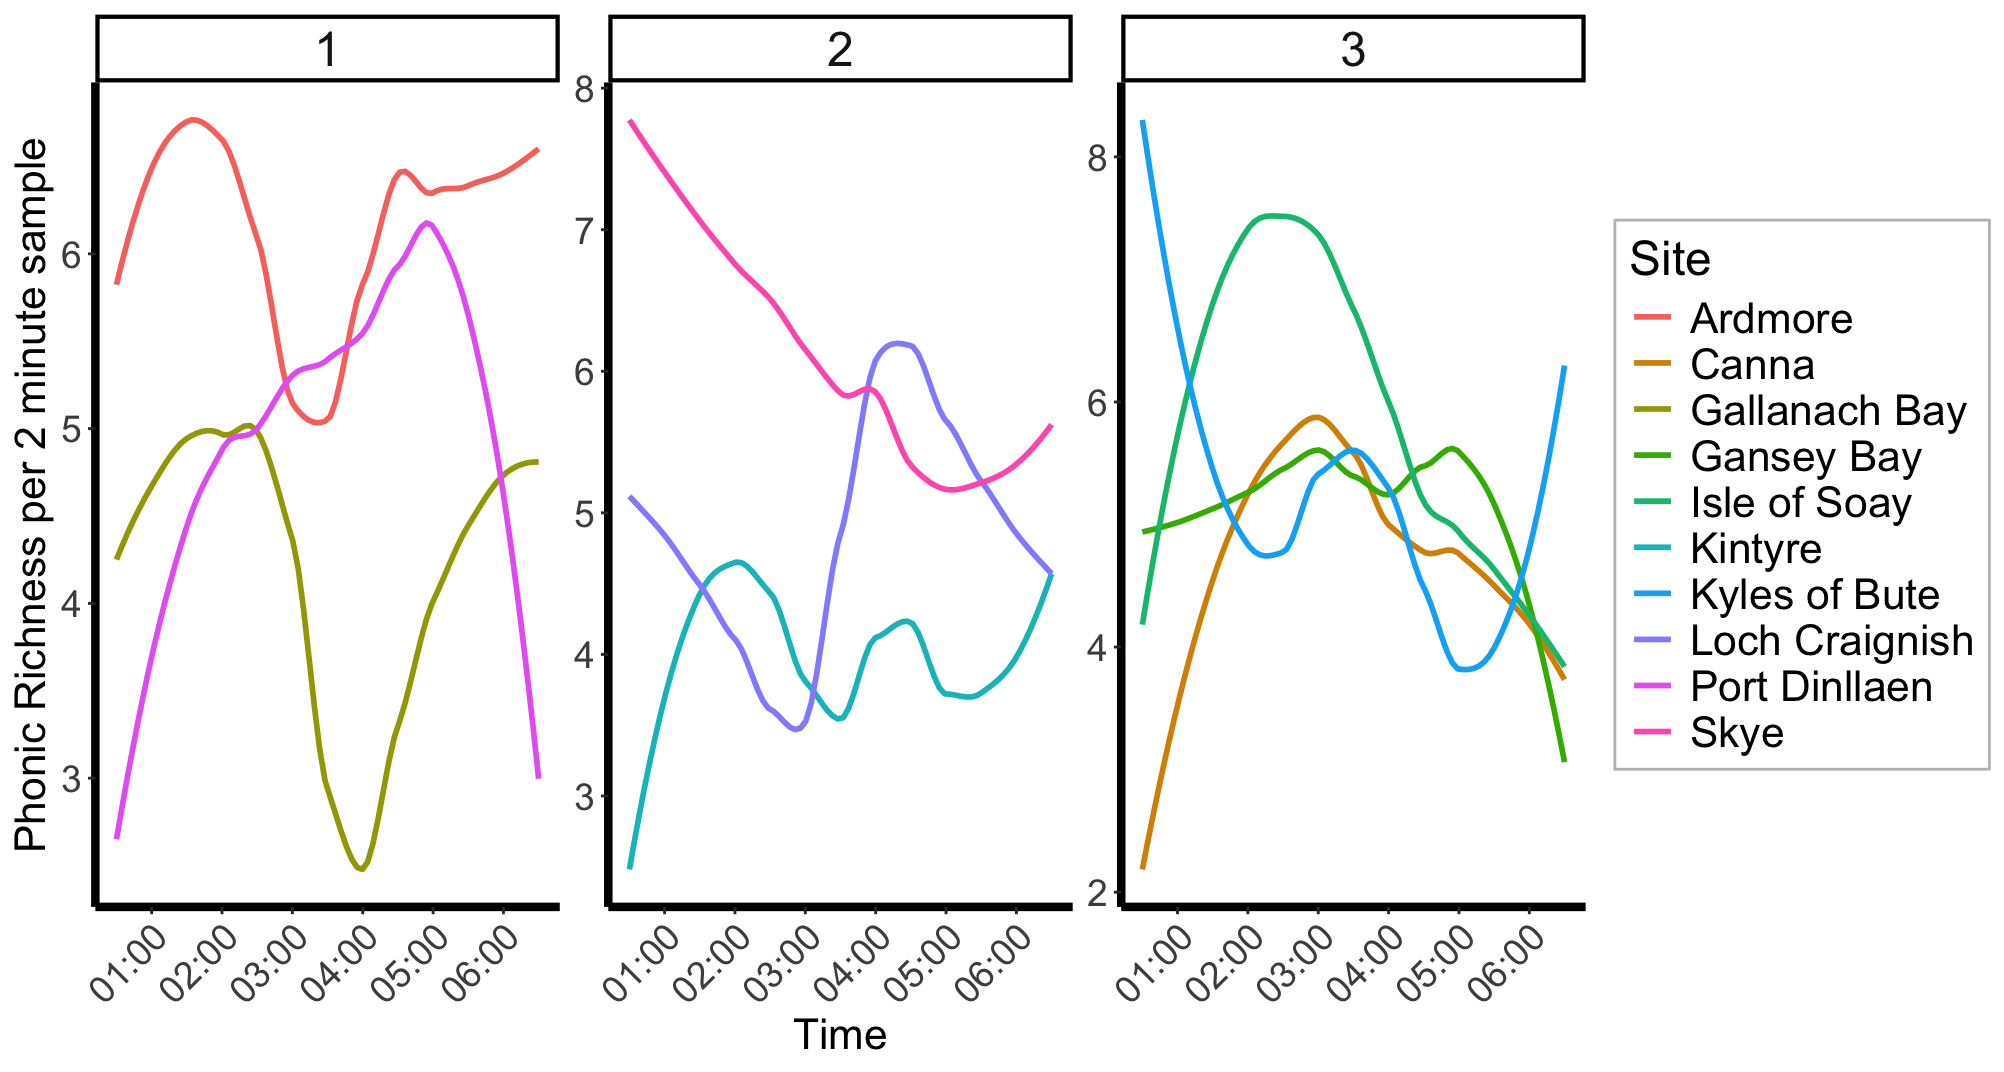 1 2 3
Phonic Richness per 2 minute sample
6
5
4
3
8
7
6
5
4
3
8
6
4
2
01:00 02:00 03:00 04:00 05:00 06:00
01:00 02:00 03:00 04:00 05:00 06:00
01:00 02:00 03:00 04:00 05:00 06:00
Time
Site
Ardmore
Canna
Gallanach Bay
Gansey Bay
Isle of Soay
Kintyre
Kyles of Bute
Loch Craignish
Port Dinllaen
Skye